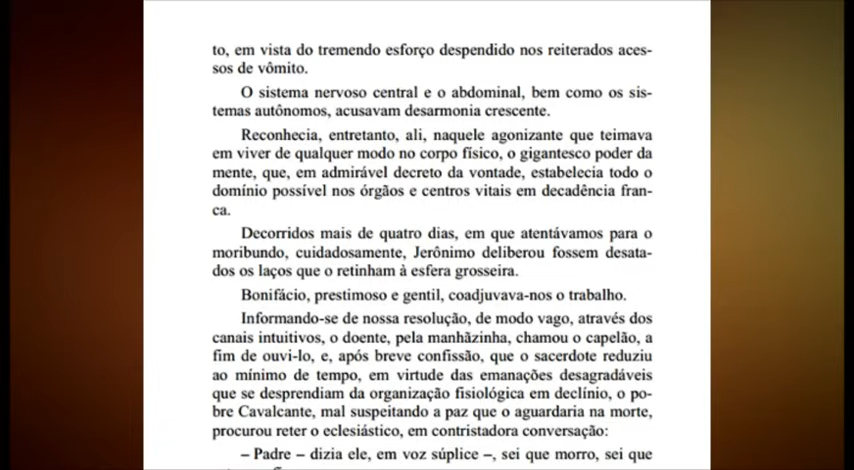 to, em vista do tremendo esforço despendido nos reiterados aces-
sos de vômito.
O sistema nervoso central e o abdominal, bem como os sis-
temas autônomos, acusavam desarmonia crescente.
Reconhecia, entretanto, ali, naquele agonizante que teimava
em viver de qualquer modo no corpo físico, o gigantesco poder da
mente, que, em admirável decreto da vontade, estabelecia todo o
domínio possível nos órgãos e centros vitais em decadência fran-
ca.
Decorridos mais de quatro dias, em que atentávamos para o
moribundo, cuidadosamente, Jerônimo deliberou fossem desata-
dos os laços que o retinham à esfera grosseira.
Bonifácio, prestimoso e gentil, coadjuvava-nos o trabalho.
Informando-se de nossa resolução, de modo vago, através dos
canais intuitivos, o doente, pela manhãzinha, chamou o capelão, a
fim de ouvi-lo, e, após breve confissão, que o sacerdote reduziu
ao mínimo de tempo, em virtude das emanações desagradáveis
que se desprendiam da organização fisiológica em declínio, o po-
bre Cavalcante, mal suspeitando a paz que o aguardaria na morte,
procurou reter o eclesiástico, em contristadora conversação:
– Padre – dizia ele, em voz súplice –, sei que morro, sei que